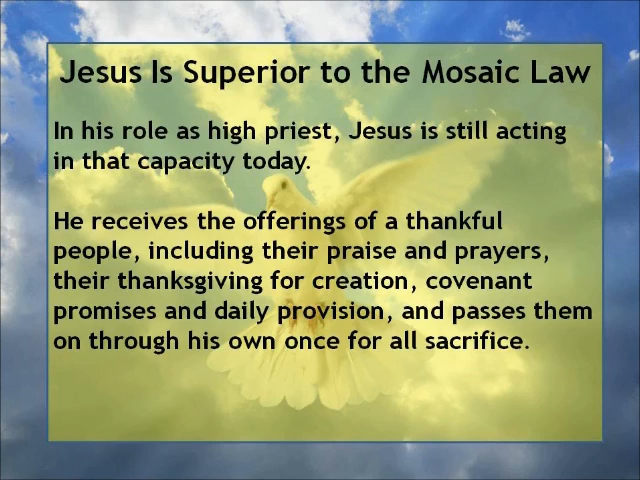 Jesus Is Superior to the Mosaic Law
In his role as high priest, Jesus is still acting
in that capacity today.
He receives the offerings of a thankful
people, including their praise and prayers,
their thanksgiving for creation, covenant
promises and daily provision, and passes them
on through his own once for all sacrifice.